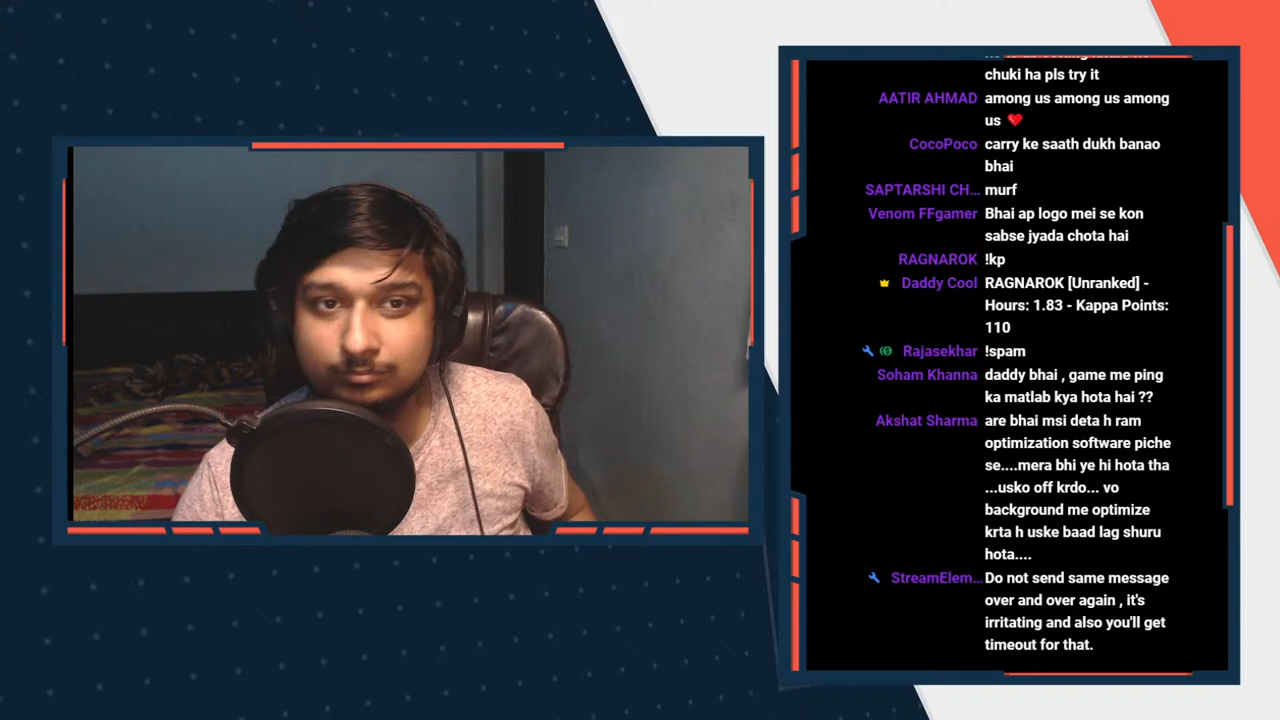 chuki ha pls try it
AATIR AHMAD among us among us among
us ❤️
CocoPoco carry ke saath dukh banao
bhai
SAPTARSHI CH... murf
Venom FFgamer Bhai ap logo mei se kon
sabse jyada chota hai
RAGNAROK !kp
Daddy Cool RAGNAROK [Unranked] -
Hours: 1.83 - Kappa Points:
110
Rajasekhar !spam
Soham Khanna daddy bhai , game me ping
ka matlab kya hota hai ??
Akshat Sharma are bhai msi deta h ram
optimization software piche
se....mera bhi ye hi hota tha
...usko off krdo... vo
background me optimize
krta h uske baad lag shuru
hota....
StreamElem... Do not send same message
over and over again , it's
irritating and also you'll get
timeout for that.